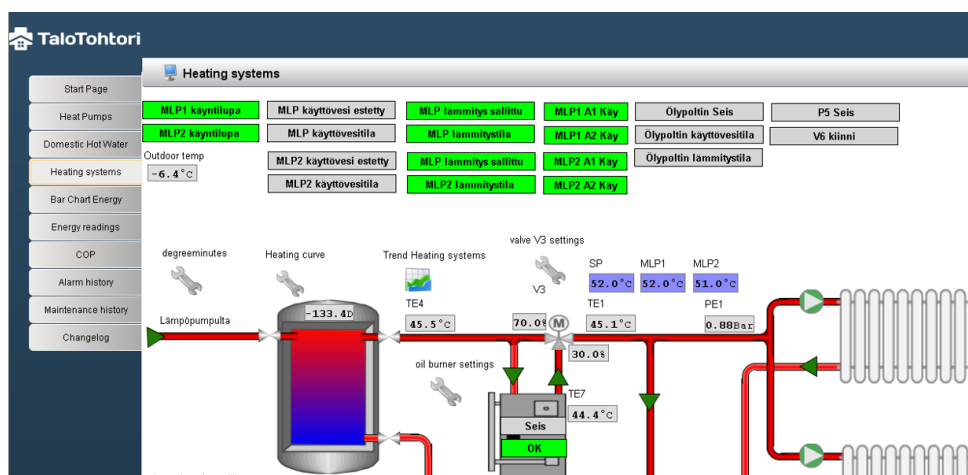 TaloTohtori
Heating systems
Start Page
Heat Pumps
Domestic Hot Water
Heating systems
Bar Chart Energy
Energy readings
COP
Alarm history
Maintenance history
Changelog
MLP1 käyntilupa
MLP käyttövesi estetty
MLP lämmitys sallittu
MLP1 A1 Käy
Ölypoltin Seis
P5 Seis
MLP2 käyntilupa
MLP käyttövesitila
MLP lämmitystila
MLP1 A2 Käy
Ölypoltin käyttövesitila
V6 kiinni
Outdoor temp
-6.4°C
MLP2 käyttövesi estetty
MLP lämmitys sallittu
MLP2 A1 Käy
Ölypoltin lämmitystila
MLP2 käyttövesitila
MLP2 lämmitystila
MLP2 A2 Käy
degreeminutes
Heating curve
Trend Heating systems
valve V3 settings
SP
MLP1
MLP2
52.0°C
52.0°C
51.0°C
V3
TE4
TE1
PE1
-133.4D
Lämpöpumpulta
45.5°C
70.0%
M
45.1°C
0.88Bar
30.0%
oil burner settings
TE7
44.4°C
Seis
OK